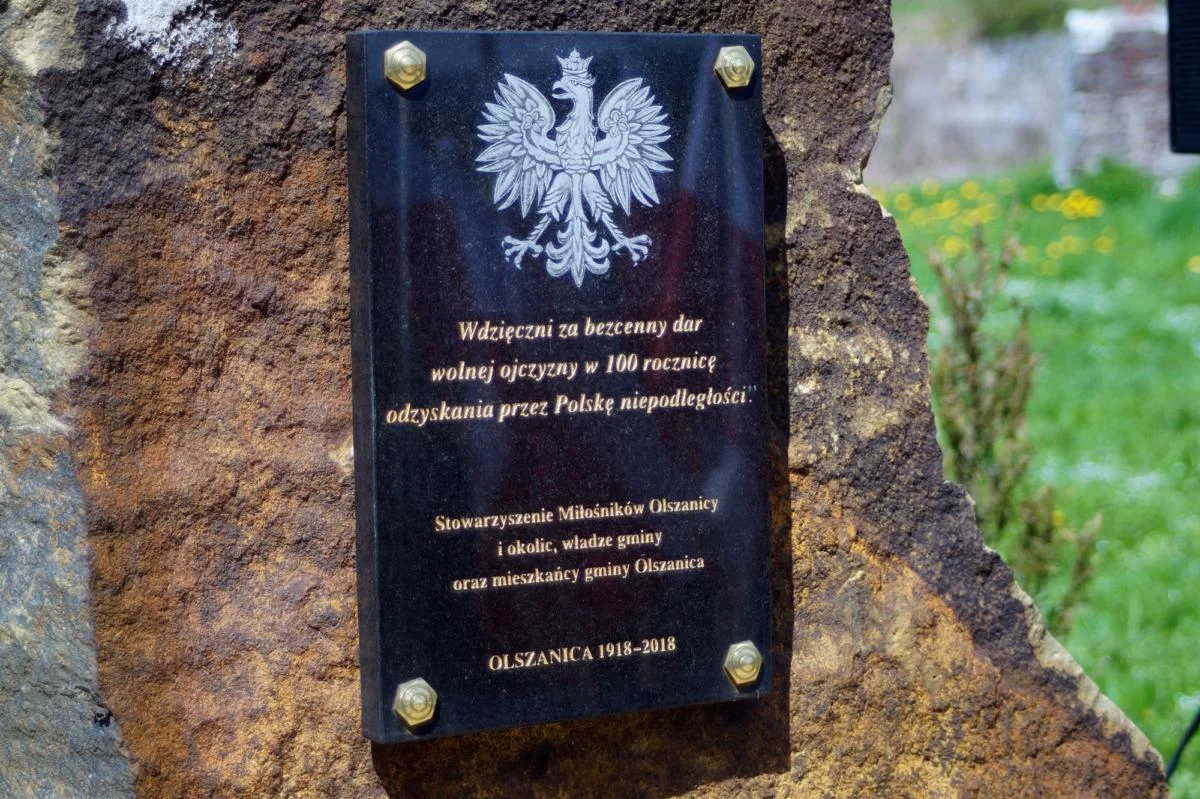 Wdzięczni za bezcenny dar
wolnej ojczyzny w 100 rocznicę
odzyskania przez Polskę niepodległości."
Stowarzyszenie Miłośników Olszanicy
i okolic, władze gminy
oraz mieszkańcy gminy Olszanica
OLSZANICA 1918-2018